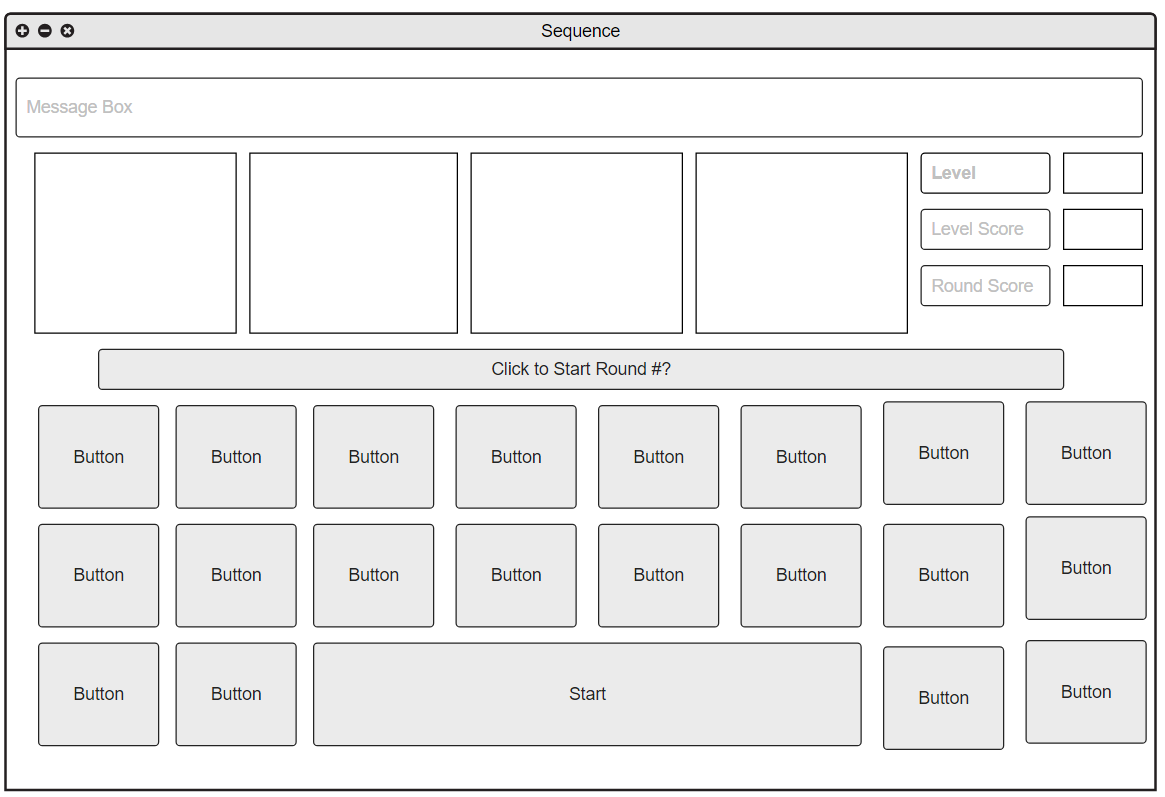 Sequence
Message Box
Level
Level Score
Round Score
Click to Start Round #?
Button Button Button Button Button Button Button Button
Button Button Button Button Button Button Button Button
Button Button Start Button Button